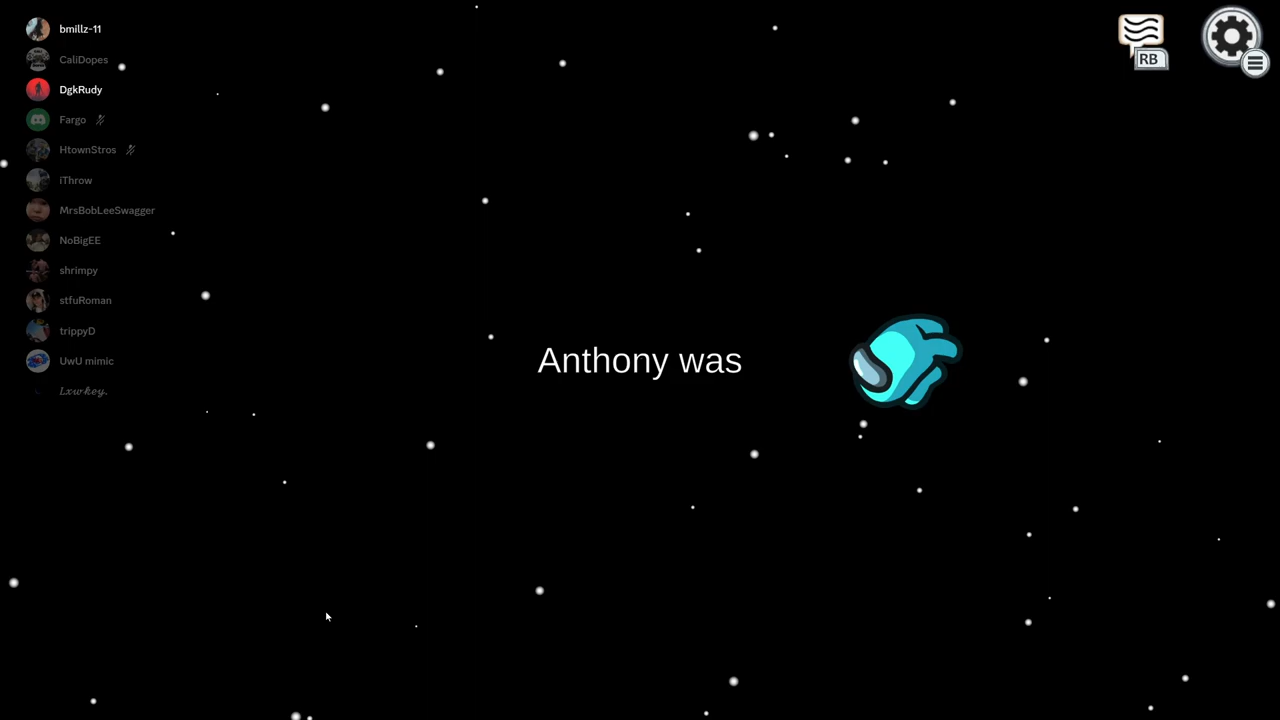 bmillz-11
CaliDopes
DgkRudy
Fargo
HtownStros
iThrow
MrsBobLeeSwagger
NoBigEE
shrimpy
stfuRoman
trippyD
UwU mimic
Lxwkey.
RB
Anthony was